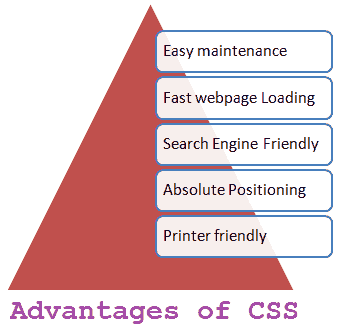 Easy maintenance
Fast webpage Loading
Search Engine Friendly
Absolute Positioning
Printer friendly
Advantages of CSS